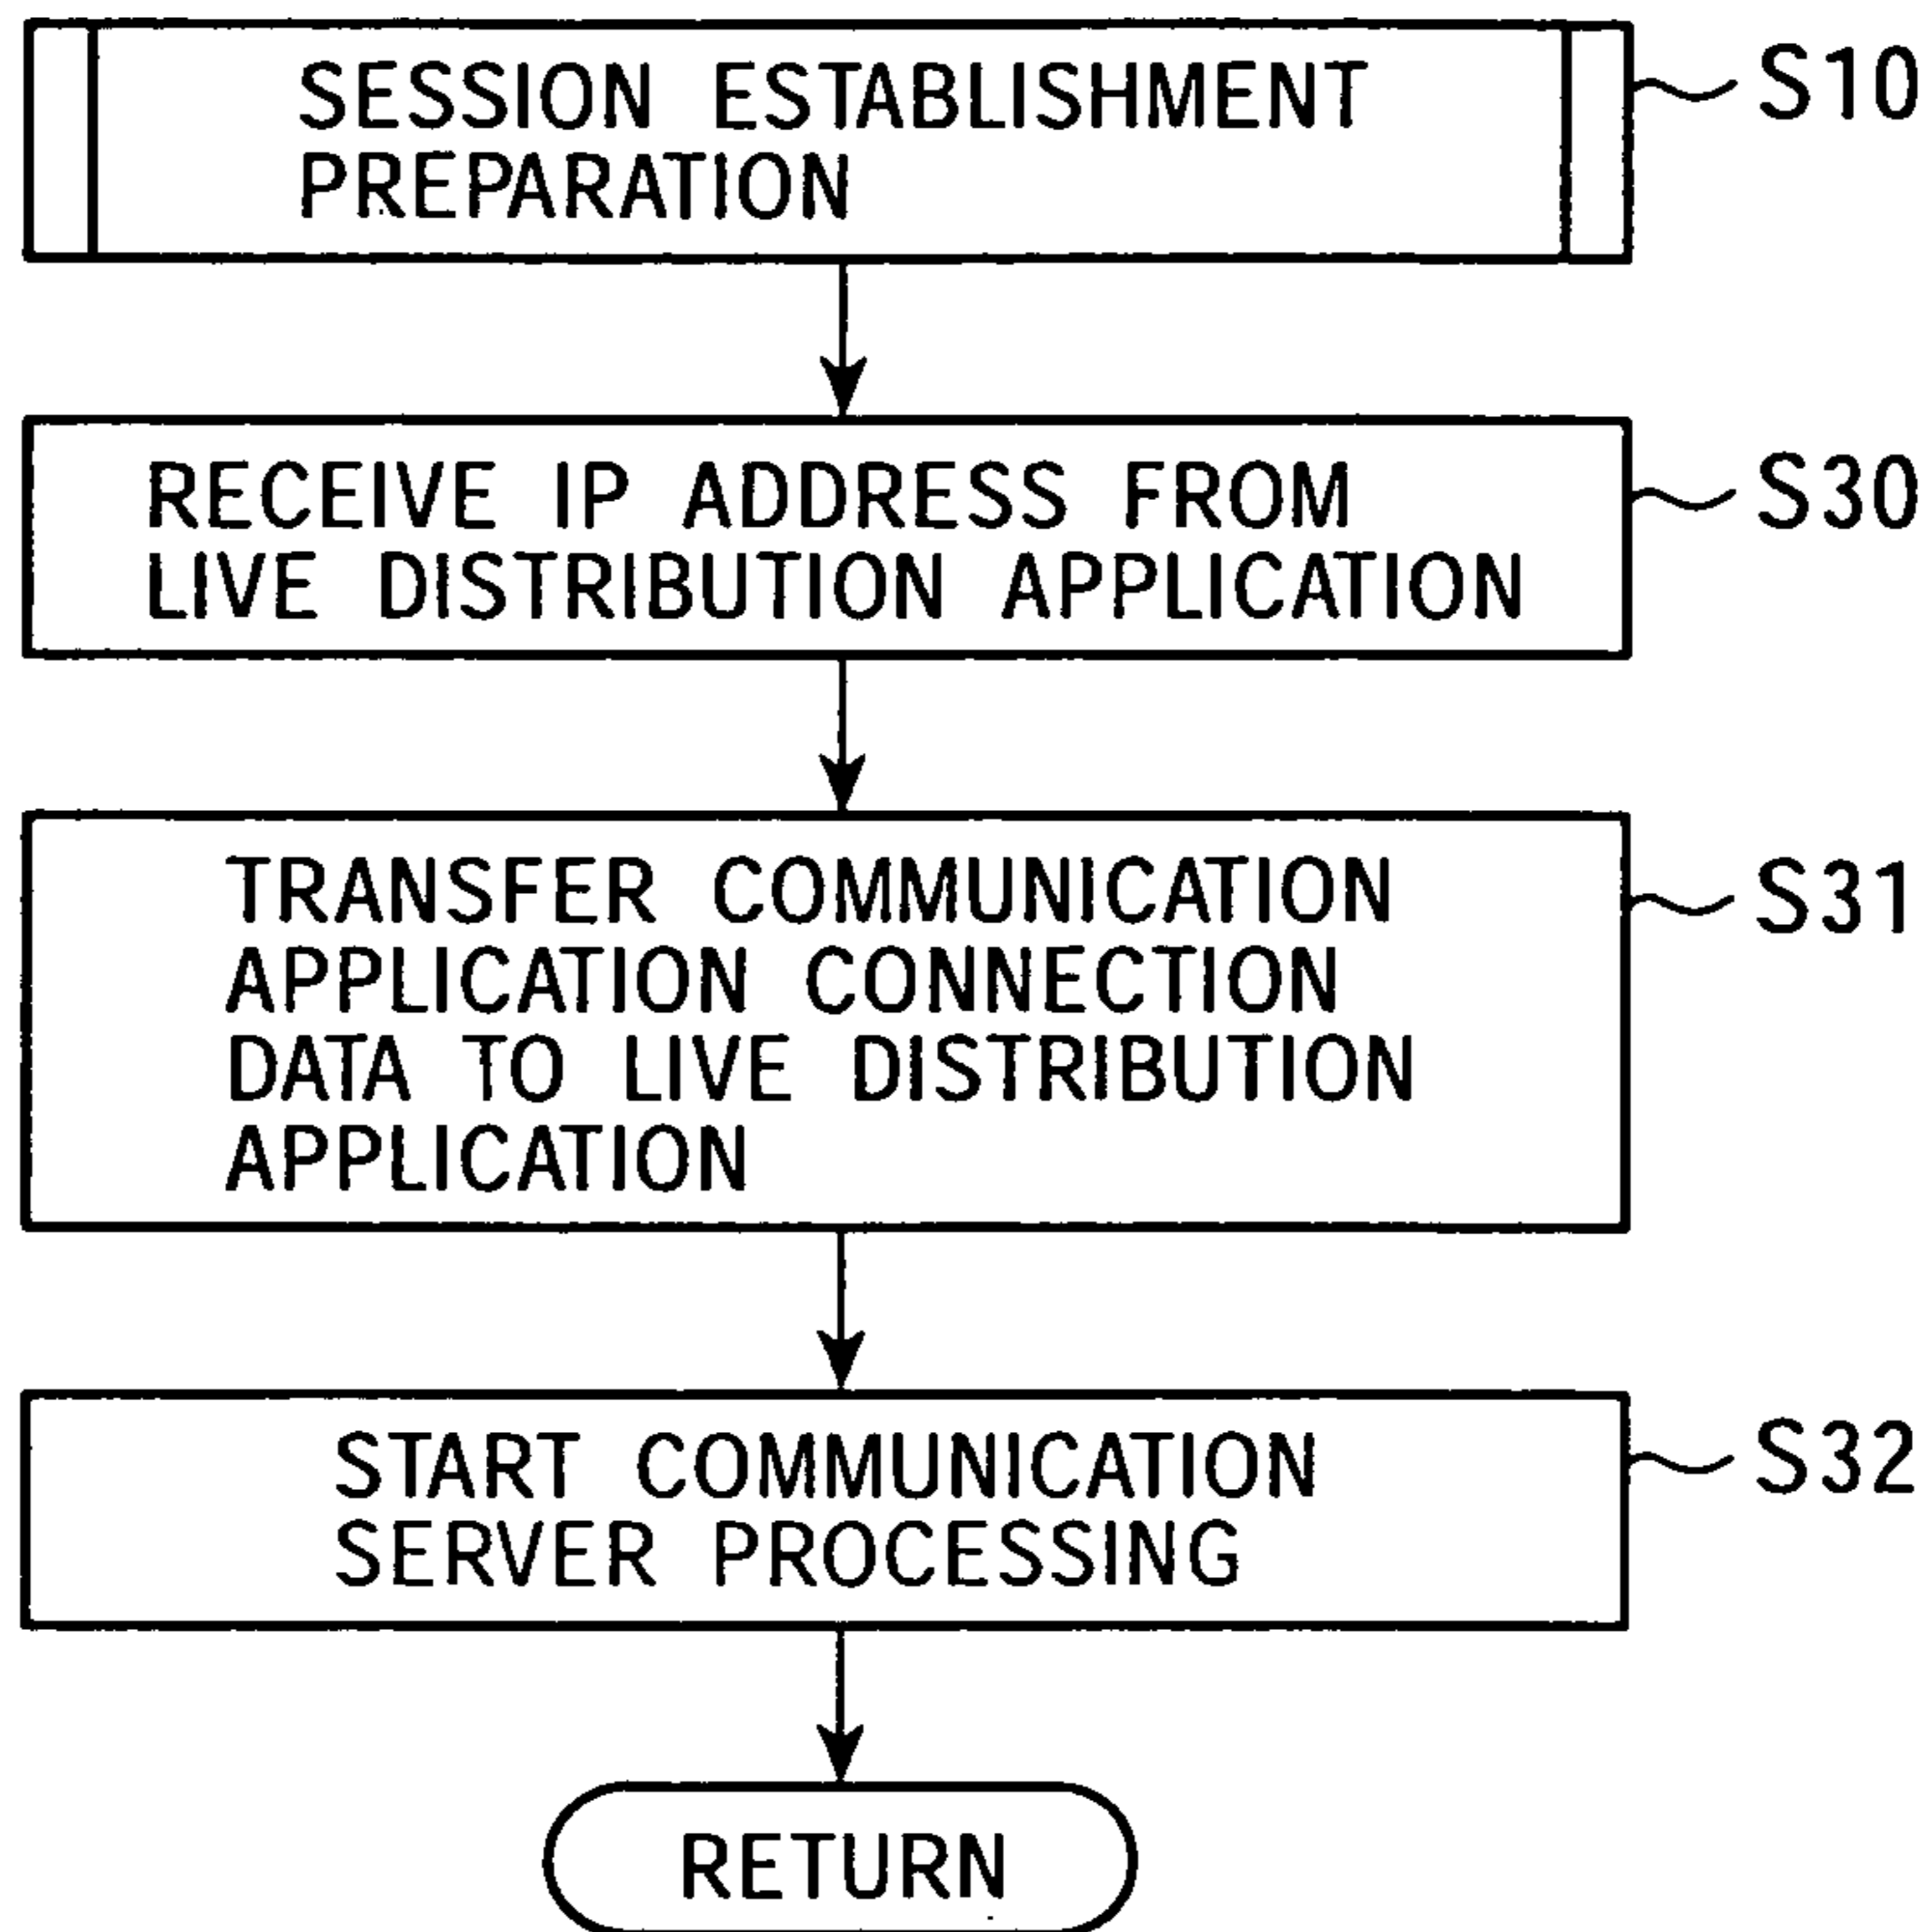 SESSION ESTABLISHMENT
PREPARATION
S10
RECEIVE IP ADDRESS FROM
LIVE DISTRIBUTION APPLICATION
S30
TRANSFER COMMUNICATION
APPLICATION CONNECTION
DATA TO LIVE DISTRIBUTION
APPLICATION
S31
START COMMUNICATION
SERVER PROCESSING
S32
RETURN